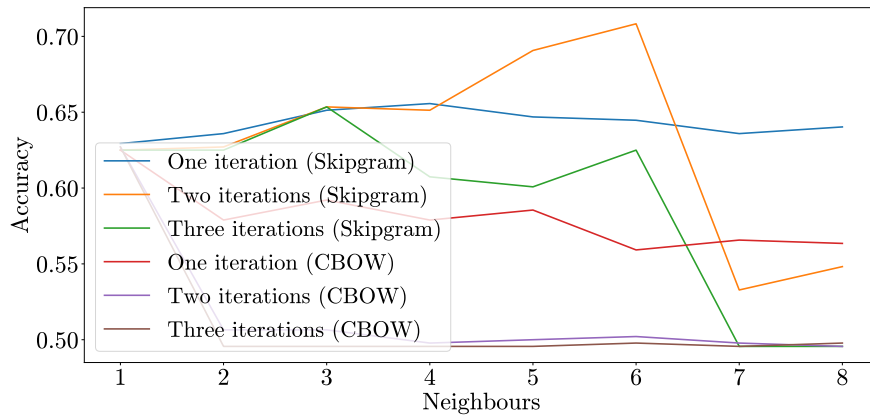 0.70
0.65
0.60
0.55
0.50
Accuracy
One iteration (Skipgram)
Two iterations (Skipgram)
Three iterations (Skipgram)
One iteration (CBOW)
Two iterations (CBOW)
Three iterations (CBOW)
1 2 3 4 5 6 7 8
Neighbours